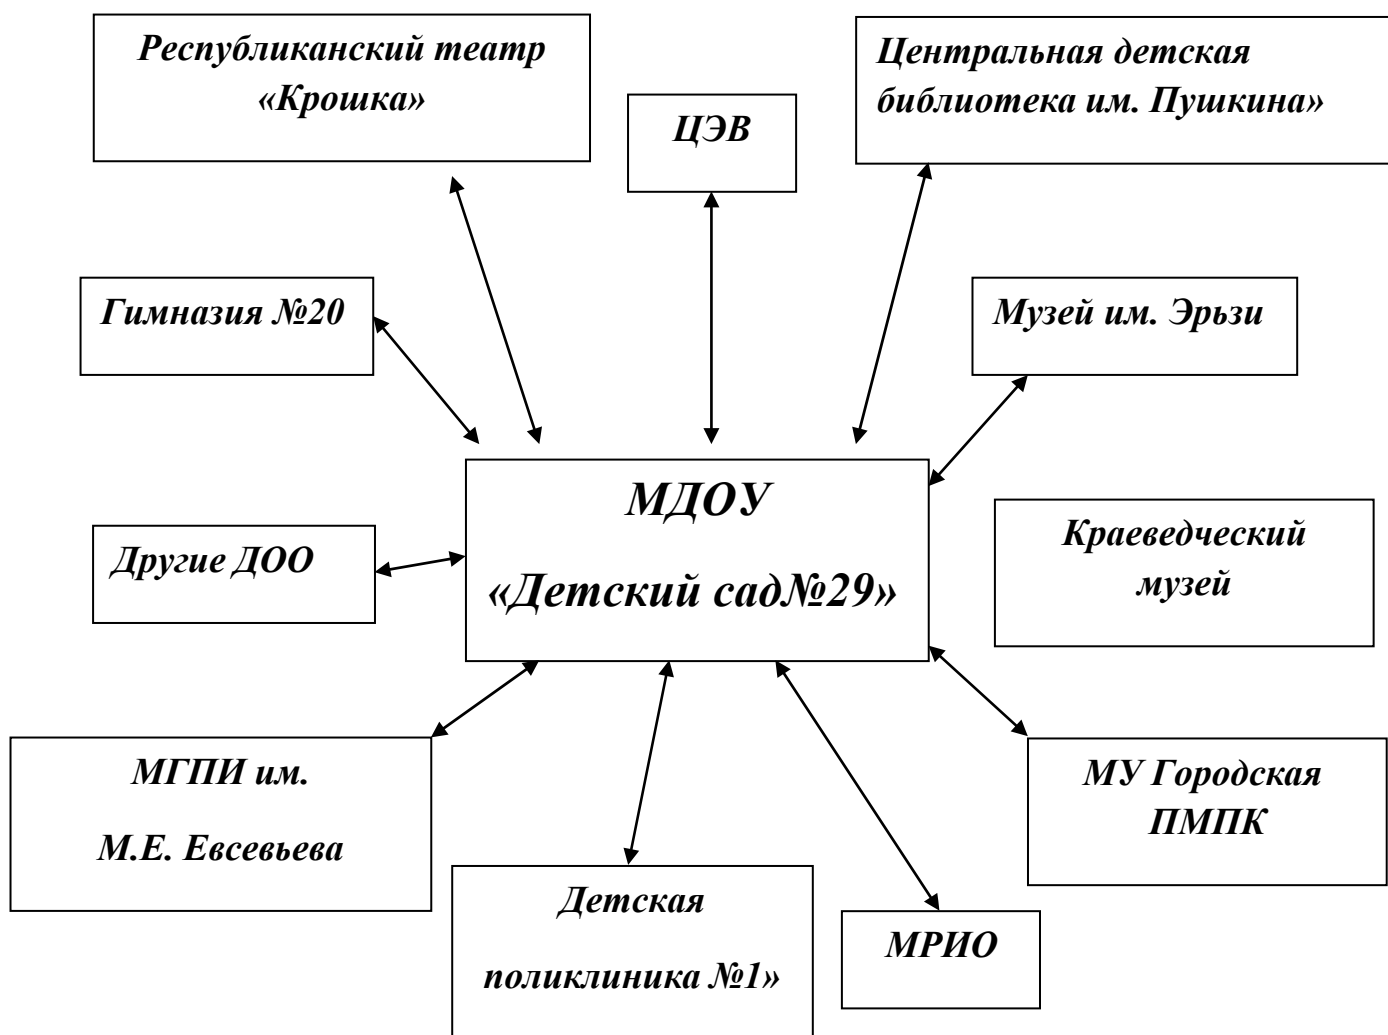 Республиканский театр
«Крошка»
ЦЭВ
Центральная детская
библиотека им. Пушкина»
Гимназия №20
Музей им. Эрьзи
МДОУ
«Детский сад№29»
Другие ДОО
Краеведческий
музей
МГПИ им.
М.Е. Евсевьева
МУ Городская
ПМПК
Детская
поликлиника №1»
МРИО